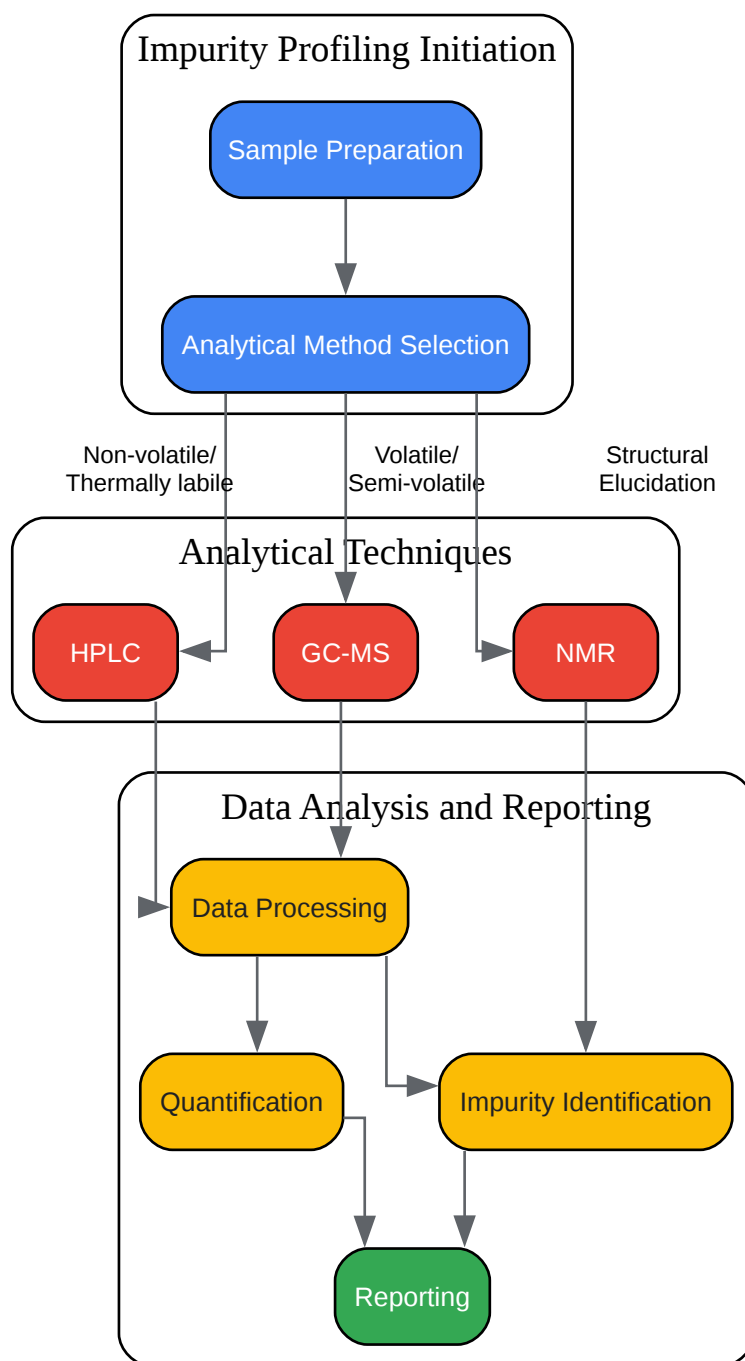 Impurity Profiling Initiation
Sample Preparation
Analytical Method Selection
Non-volatile/
Thermally labile
Volatile/
Semi-volatile
Structural
Elucidation
Analytical Techniques
HPLC
GC-MS
NMR
Data Analysis and Reporting
Data Processing
Quantification
Impurity Identification
Reporting